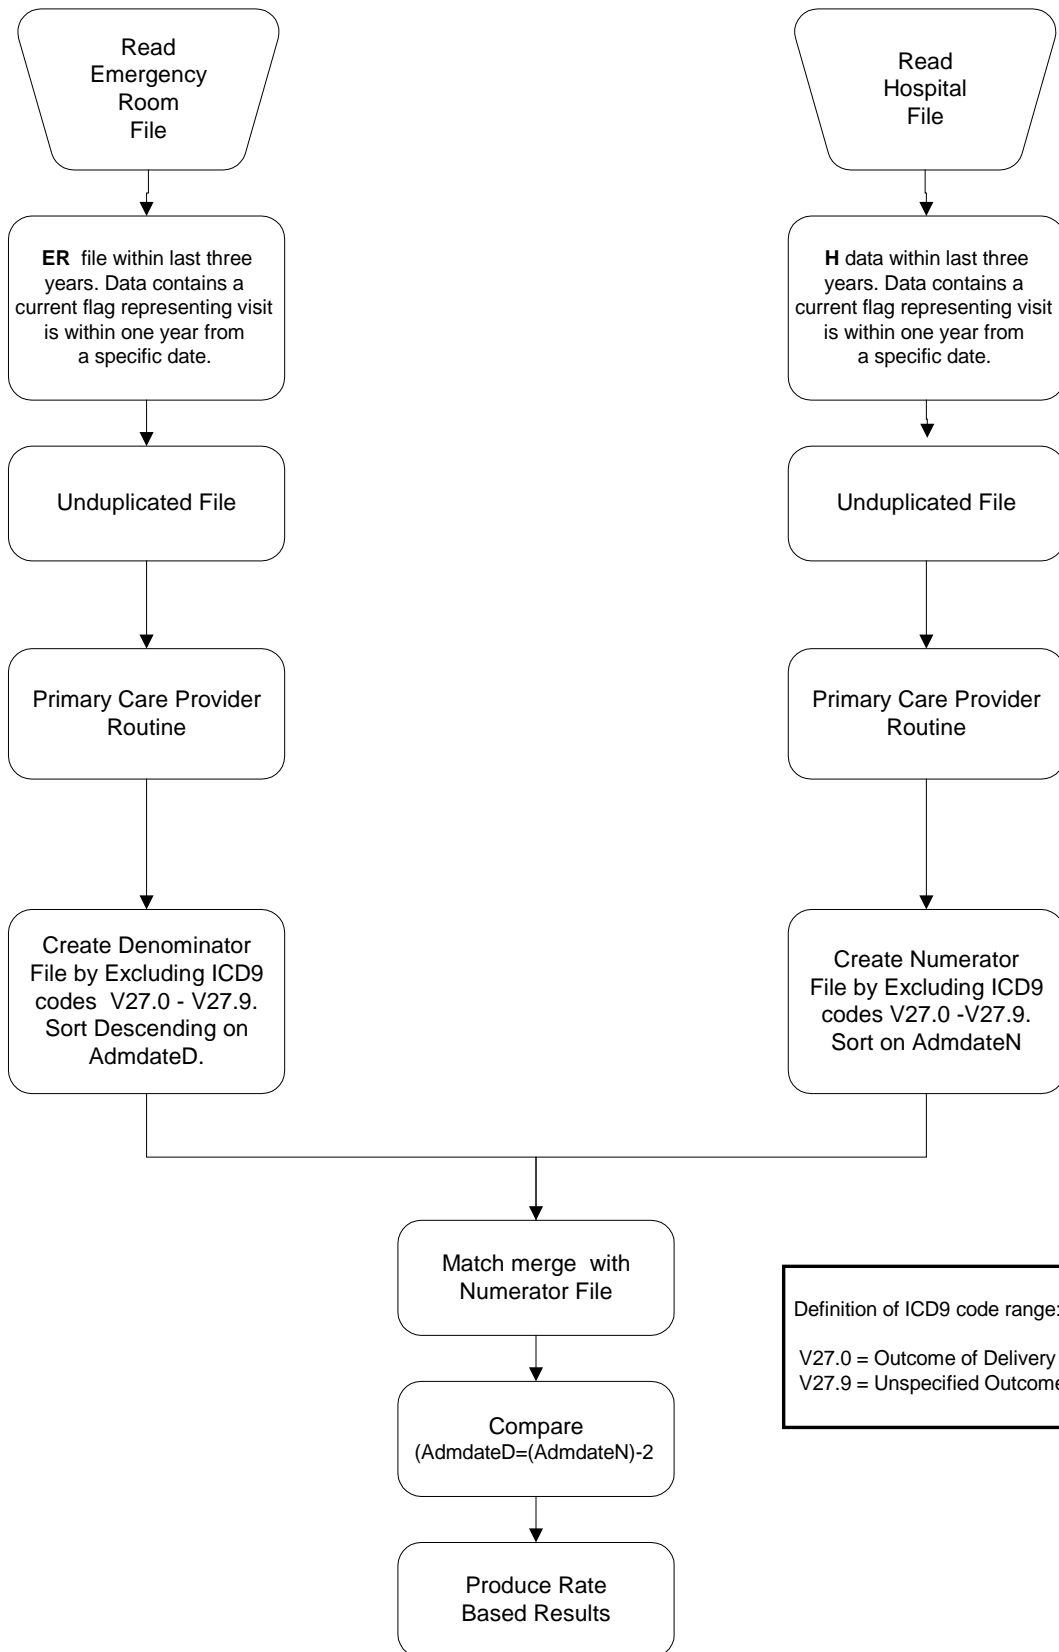 Read
Emergency
Room
File
Read
Hospital
File
ER file within last three
years. Data contains a
current flag representing visit
is within one year from
a specific date.
H data within last three
years. Data contains a
current flag representing visit
is within one year from
a specific date.
Unduplicated File
Unduplicated File
Primary Care Provider
Routine
Primary Care Provider
Routine
Create Denominator
File by Excluding ICD9
codes V27.0 - V27.9.
Sort Descending on
AdmdateD.
Create Numerator
File by Excluding ICD9
codes V27.0 -V27.9.
Sort on AdmdateN
Match merge with
Numerator File
Definition of ICD9 code range:
V27.0 = Outcome of Delivery
V27.9 = Unspecified Outcome
Compare
(AdmdateD=(AdmdateN)-2
Produce Rate
Based Results